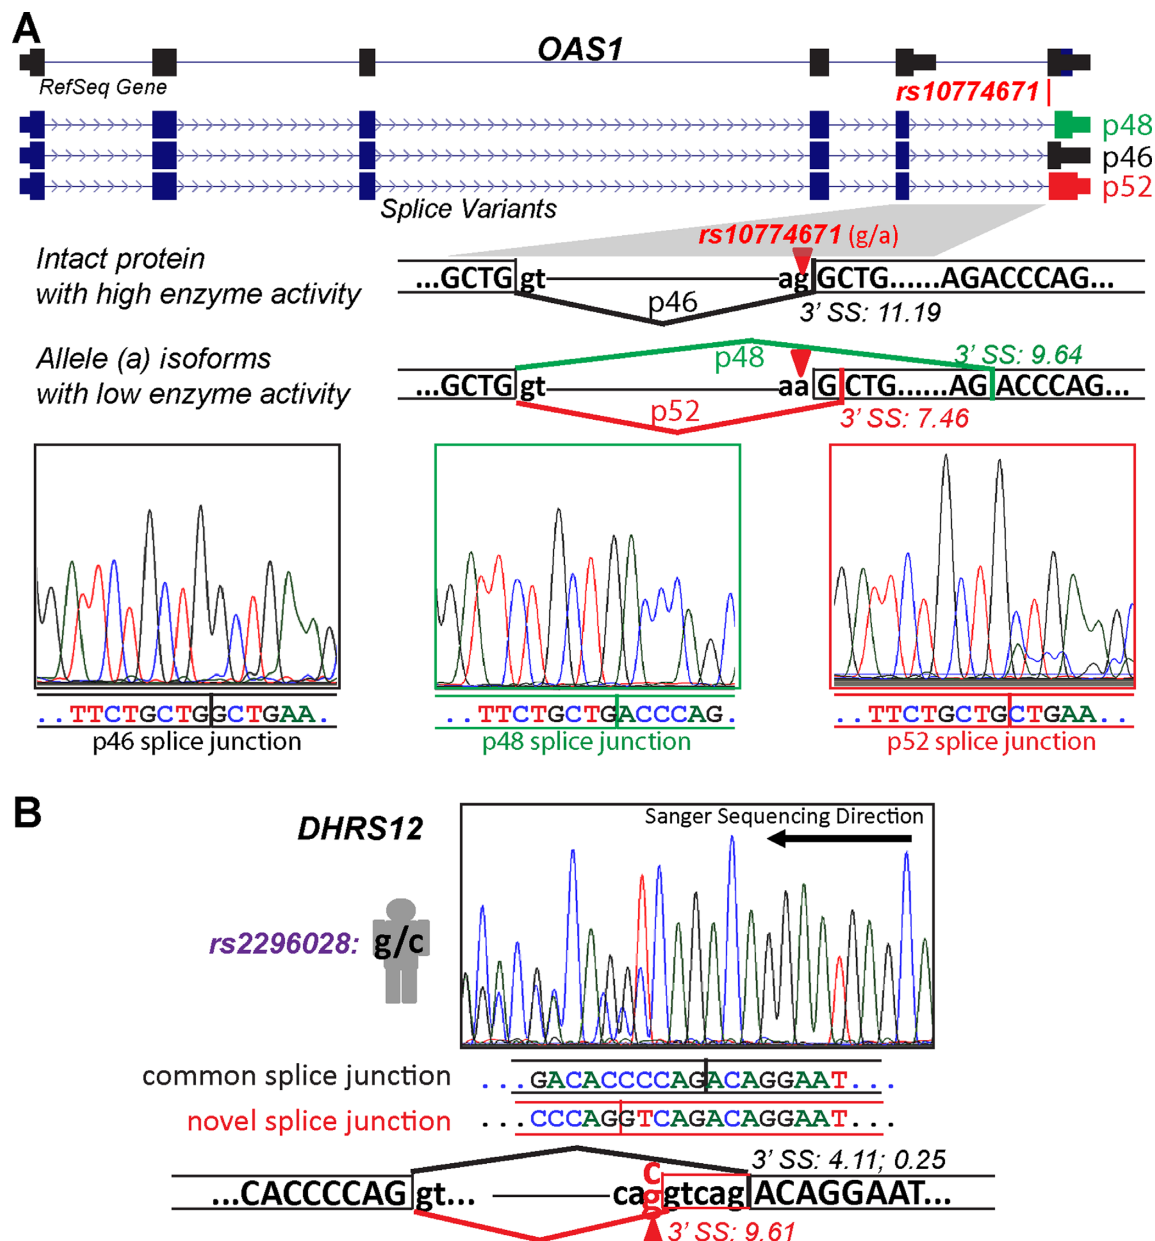 A
OAS1
RefSeq Gene
rs10774671
p48
p46
p52
Splice Variants
rs10774671 (g/a)
Intact protein
with high enzyme activity
...GCTG gt ag GCTG......AGACCCAG...
p46
3’ SS: 11.19
Allele (a) isoforms
with low enzyme activity
p48
3’ SS: 9.64
...GCTG gt aa G CTG......AG ACCCAG...
p52
3’ SS: 7.46
..TTCTGCTGGCTGAA.
p46 splice junction
..TTCTGCTGACCCAG.
p48 splice junction
..TTCTGCTGCTGAA..
p52 splice junction
B
DHRS12
Sanger Sequencing Direction
rs2296028:
g/c
common splice junction
...GACACCCCAGACAGGAAT...
novel splice junction
...CCCAGGTCAGACAGGAAT...
3’ SS: 4.11; 0.25
c
...CACCCCAG gt... ca g gtcag ACAGGAAT...
3’ SS: 9.61